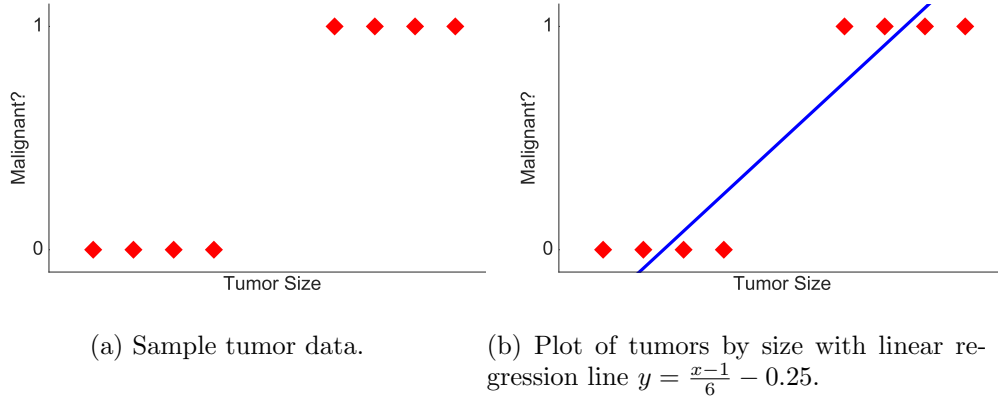 1
Malignant?
0
Tumor Size
(a) Sample tumor data.
1
Malignant?
0
Tumor Size
(b) Plot of tumors by size with linear re-
gression line $y = \frac{x-1}{6} - 0.25$.